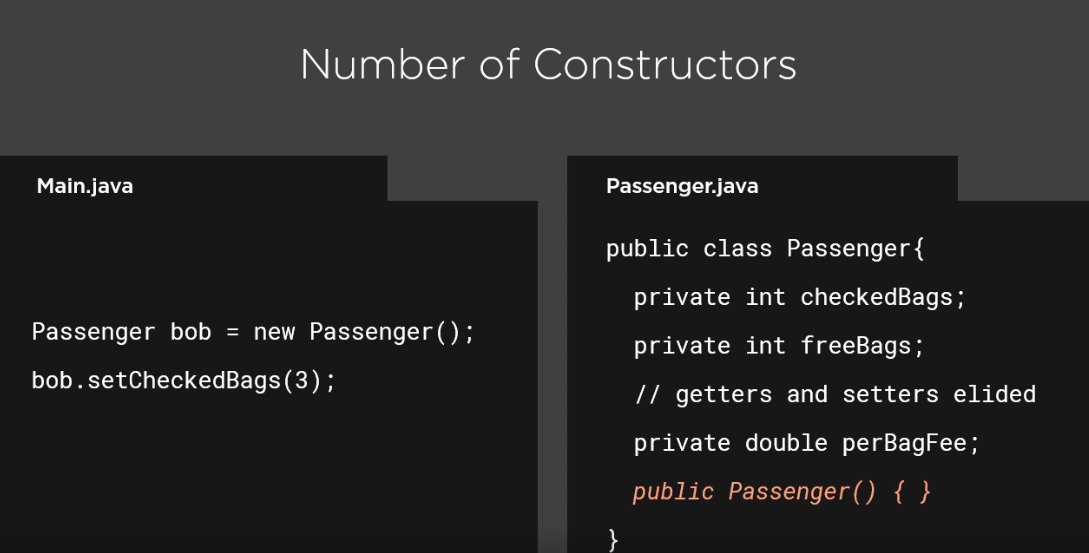 Number of Constructors
Main.java
Passenger bob = new Passenger();
bob.setCheckedBags(3);
Passenger.java
public class Passenger{
private int checkedBags;
private int freeBags;
// getters and setters elided
private double perBagFee;
public Passenger() { }
}